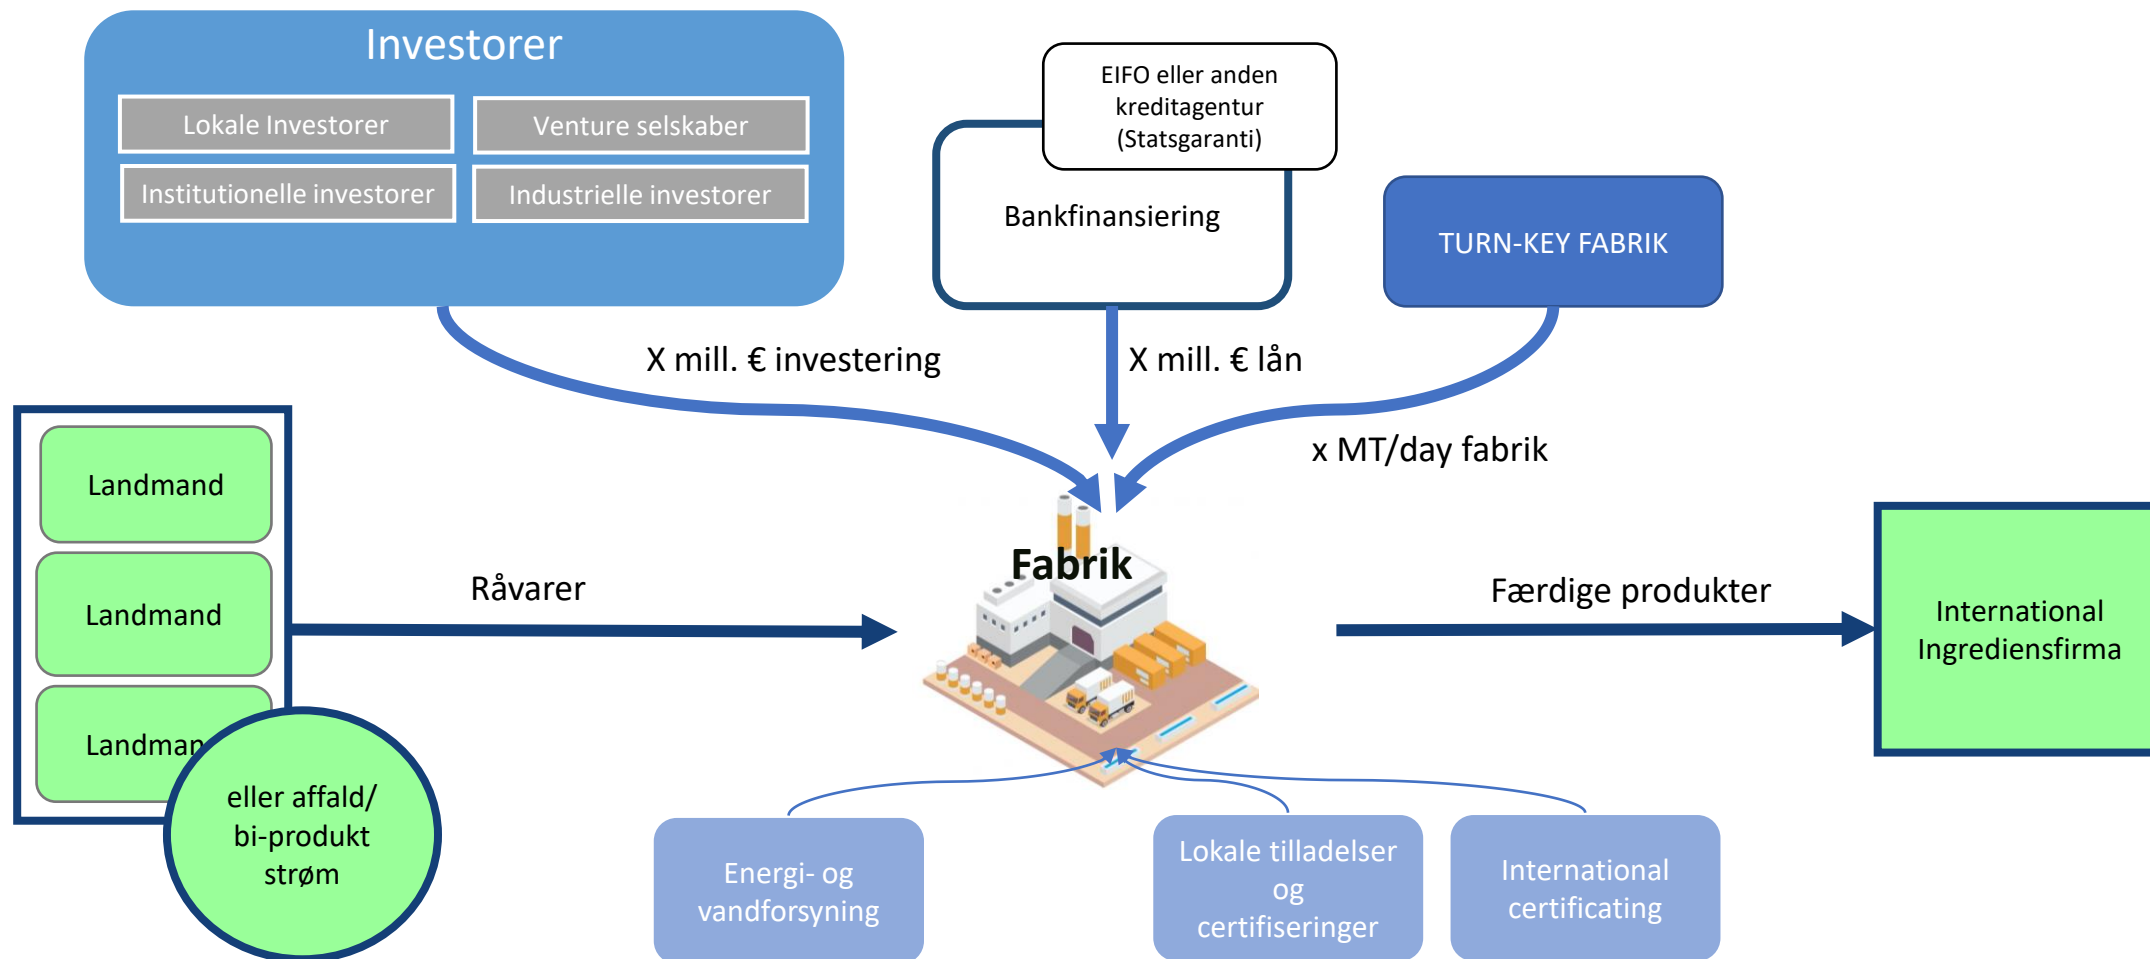 Investorer
Lokale Investorer
Venture selskaber
Institutionelle investorer
Industrielle investorer
EIFO eller anden
kreditagentur
(Statsgaranti)
Bankfinansiering
TURN-KEY FABRIK
X mill. € investering
X mill. € lån
x MT/day fabrik
Landmand
Landmand
Landman
eller affald/
bi-produkt
strøm
Råvarer
Fabrik
Færdige produkter
International
Ingrediensfirma
Energi- og
vandforsyning
Lokale tilladelser
og
certifiseringer
International
certificating